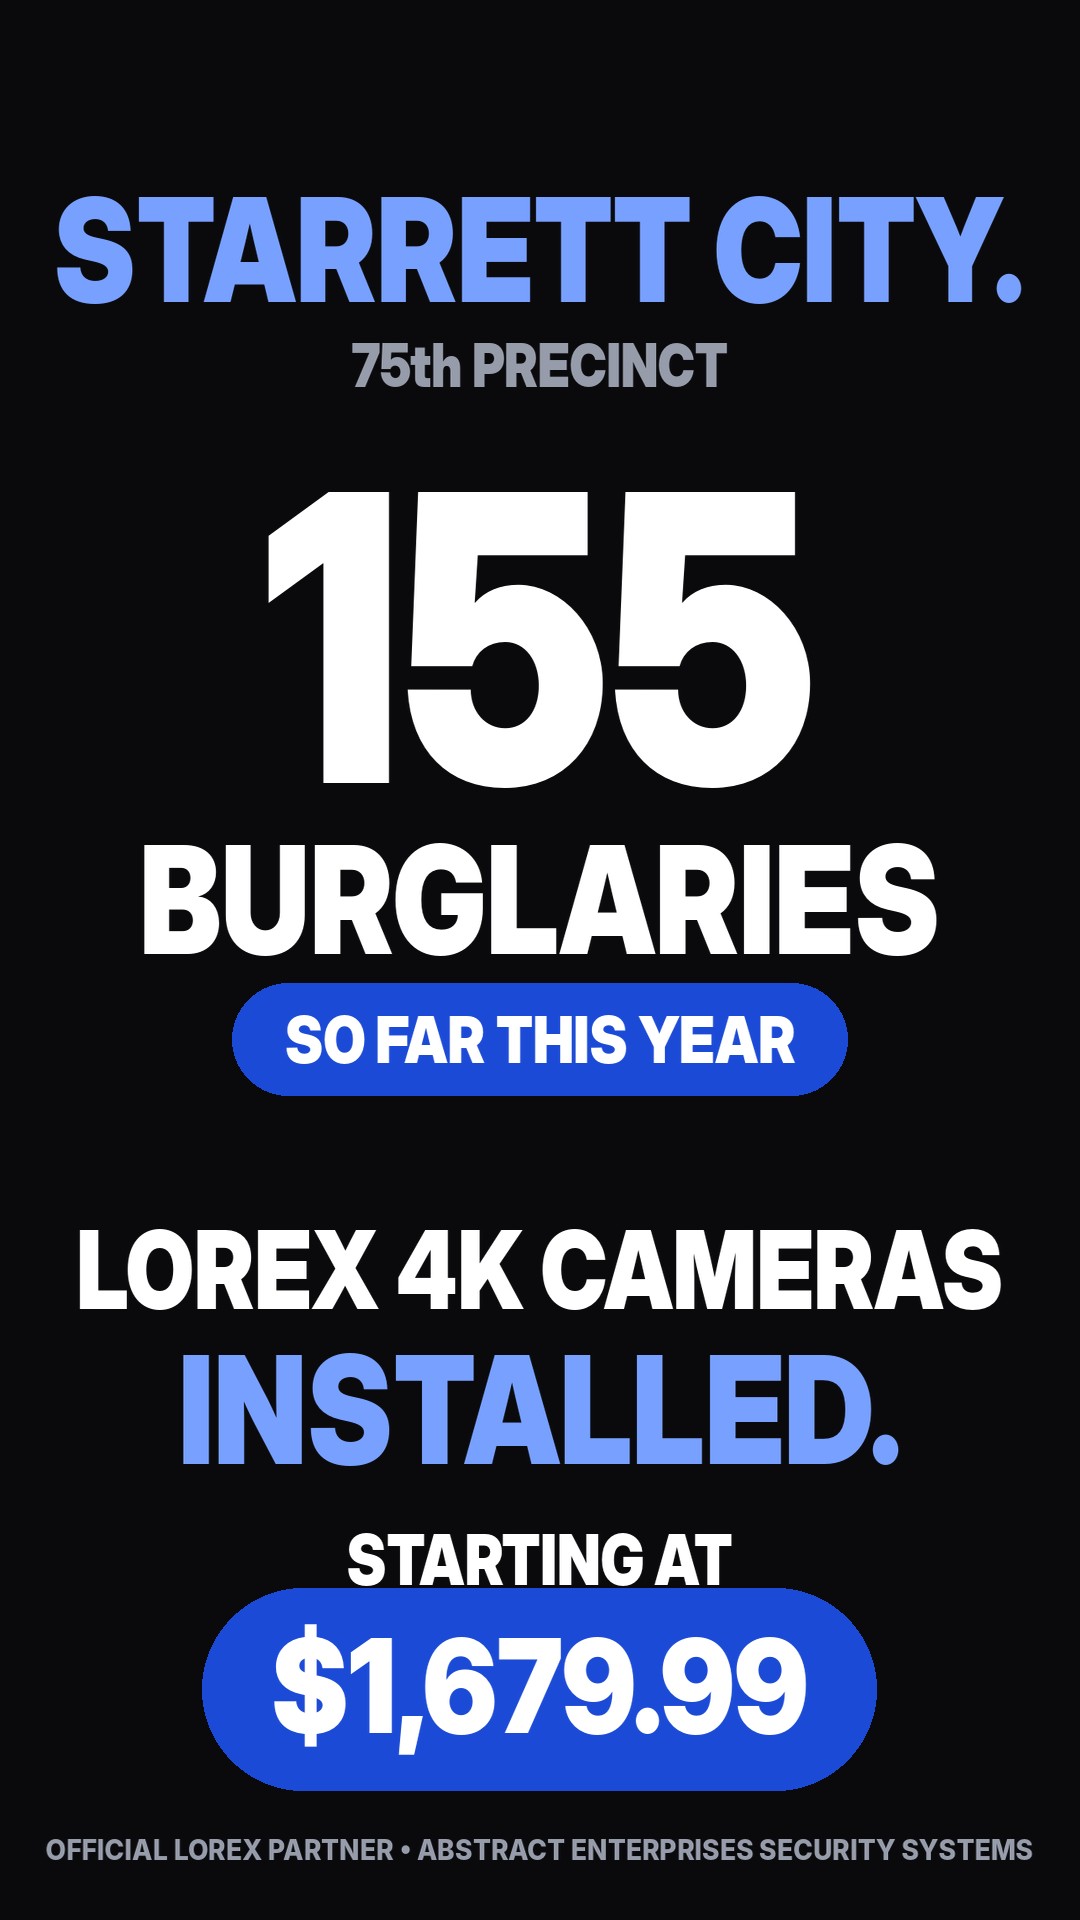 STARRETT CITY.
75th PRECINCT
155
BURGLARIES
SO FAR THIS YEAR
LOREX 4K CAMERAS
INSTALLED.
STARTING AT
$1,679.99
OFFICIAL LOREX PARTNER • ABSTRACT ENTERPRISES SECURITY SYSTEMS